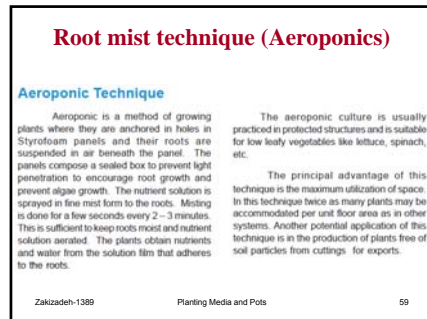 Root mist technique (Aeroponics)
Aeroponic Technique
Aeroponic is a method of growing
plants where they are anchored in holes in
Styrofoam panels and their roots are
suspended in air beneath the panel. The
panels compose a sealed box to prevent light
penetration to encourage root growth and
prevent algae growth. The nutrient solution is
sprayed in fine mist form to the roots. Misting
is done for a few seconds every 2 – 3 minutes.
This is sufficient to keep roots moist and nutrient
solution aerated. The plants obtain nutrients
and water from the solution film that adheres
to the roots.
The aeroponic culture is usually
practiced in protected structures and is suitable
for low leafy vegetables like lettuce, spinach,
etc.
The principal advantage of this
technique is the maximum utilization of space.
In this technique twice as many plants may be
accommodated per unit floor area as in other
systems. Another potential application of this
technique is in the production of plants free of
soil particles from cuttings for exports.
Zakizadeh-1389
Planting Media and Pots
59